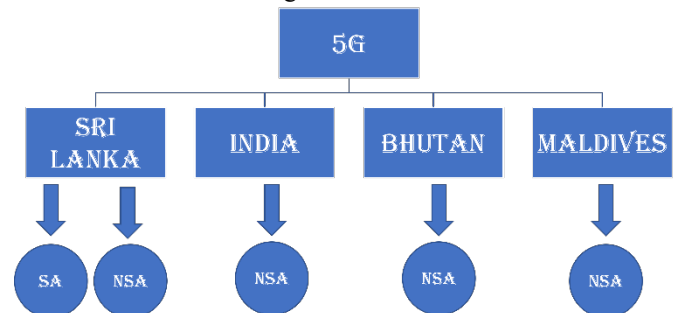 5G
SRI
LANKA
INDIA
BHUTAN
MALDIVES
SA
NSA
NSA
NSA
NSA